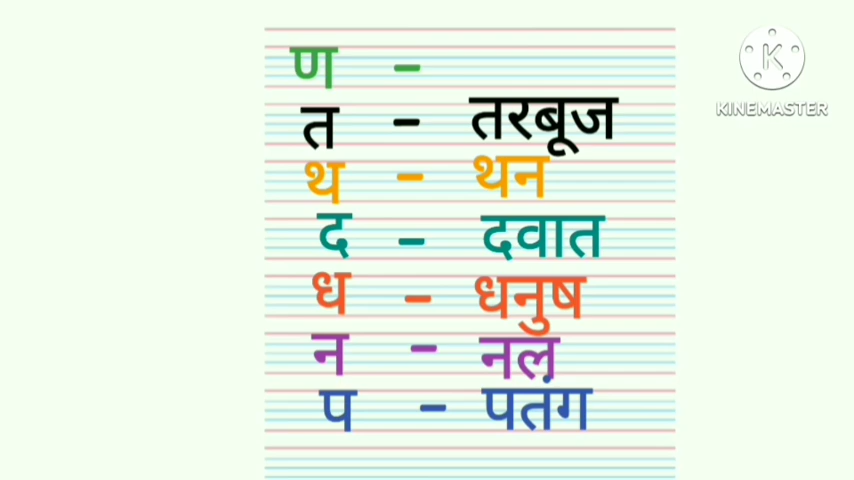 ण -
त - तरबूज
थ - थन
द - दवात
ध - धनुष
न - नल
प - पतंग
KINEMASTER